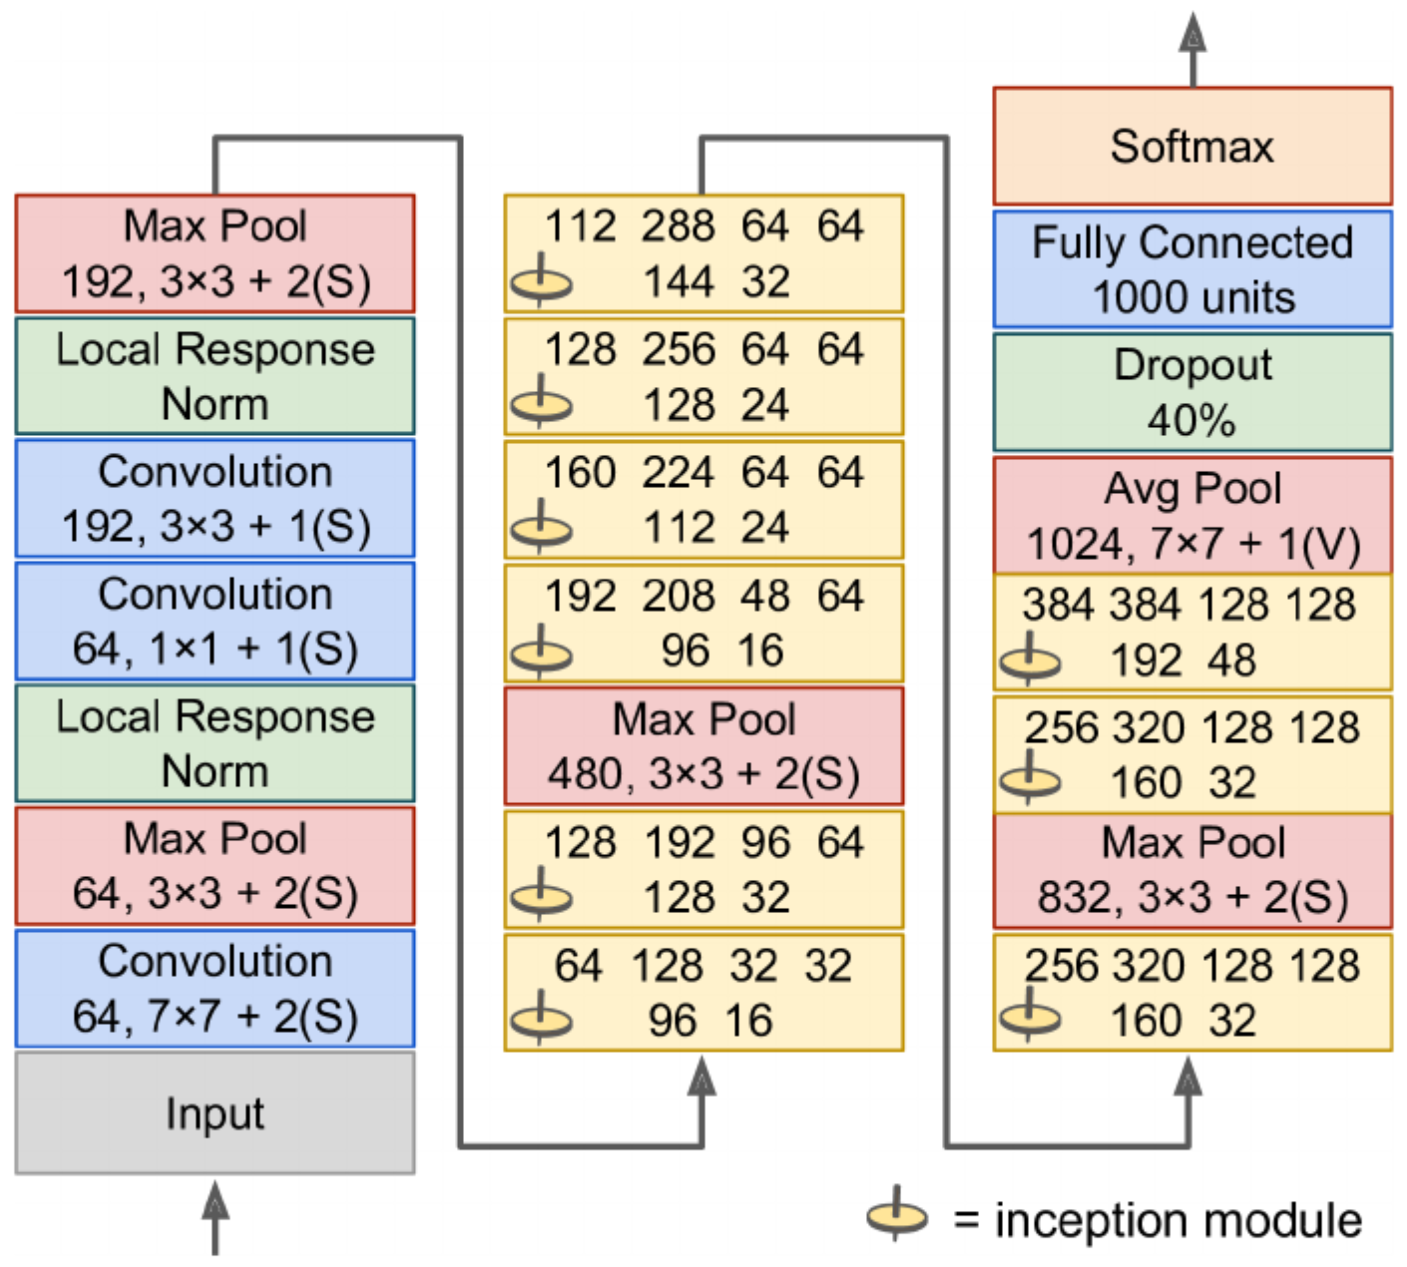 Max Pool
192, 3×3 + 2(S)
Local Response
Norm
Convolution
192, 3×3 + 1(S)
Convolution
64, 1×1 + 1(S)
Local Response
Norm
Max Pool
64, 3×3 + 2(S)
Convolution
64, 7×7 + 2(S)
Input
112 288 64 64
144 32
128 256 64 64
128 24
160 224 64 64
112 24
192 208 48 64
96 16
Max Pool
480, 3×3 + 2(S)
128 192 96 64
128 32
64 128 32 32
96 16
Softmax
Fully Connected
1000 units
Dropout
40%
Avg Pool
1024, 7×7 + 1(V)
384 384 128 128
192 48
256 320 128 128
160 32
Max Pool
832, 3×3 + 2(S)
256 320 128 128
160 32
= inception module